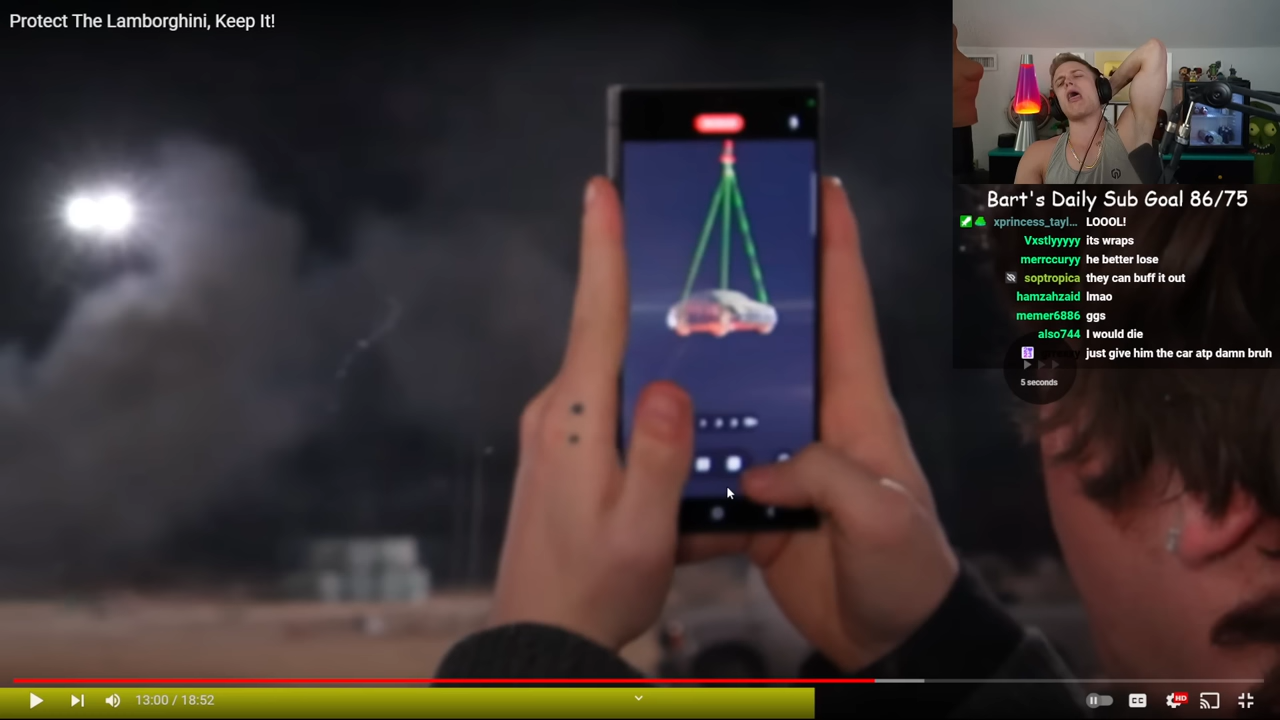 Protect The Lamborghini, Keep It!
Bart's Daily Sub Goal 86/75
xprincess_tayl... LOOOL!
Vxstlyyyyy its wraps
merrccuryy he better lose
soptropica they can buff it out
hamzahzaid lmao
memer6886 ggs
also744 I would die
just give him the car atp damn bruh
5 seconds
13:00 / 18:52
CC
HD